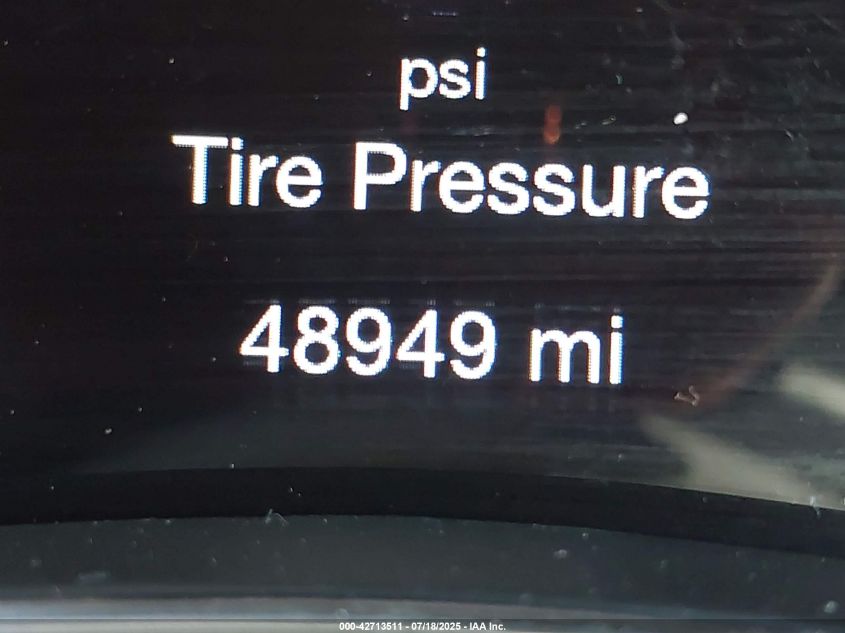 psi
Tire Pressure
48949 mi
000-42713511 - 07/18/2025 - IAA Inc.